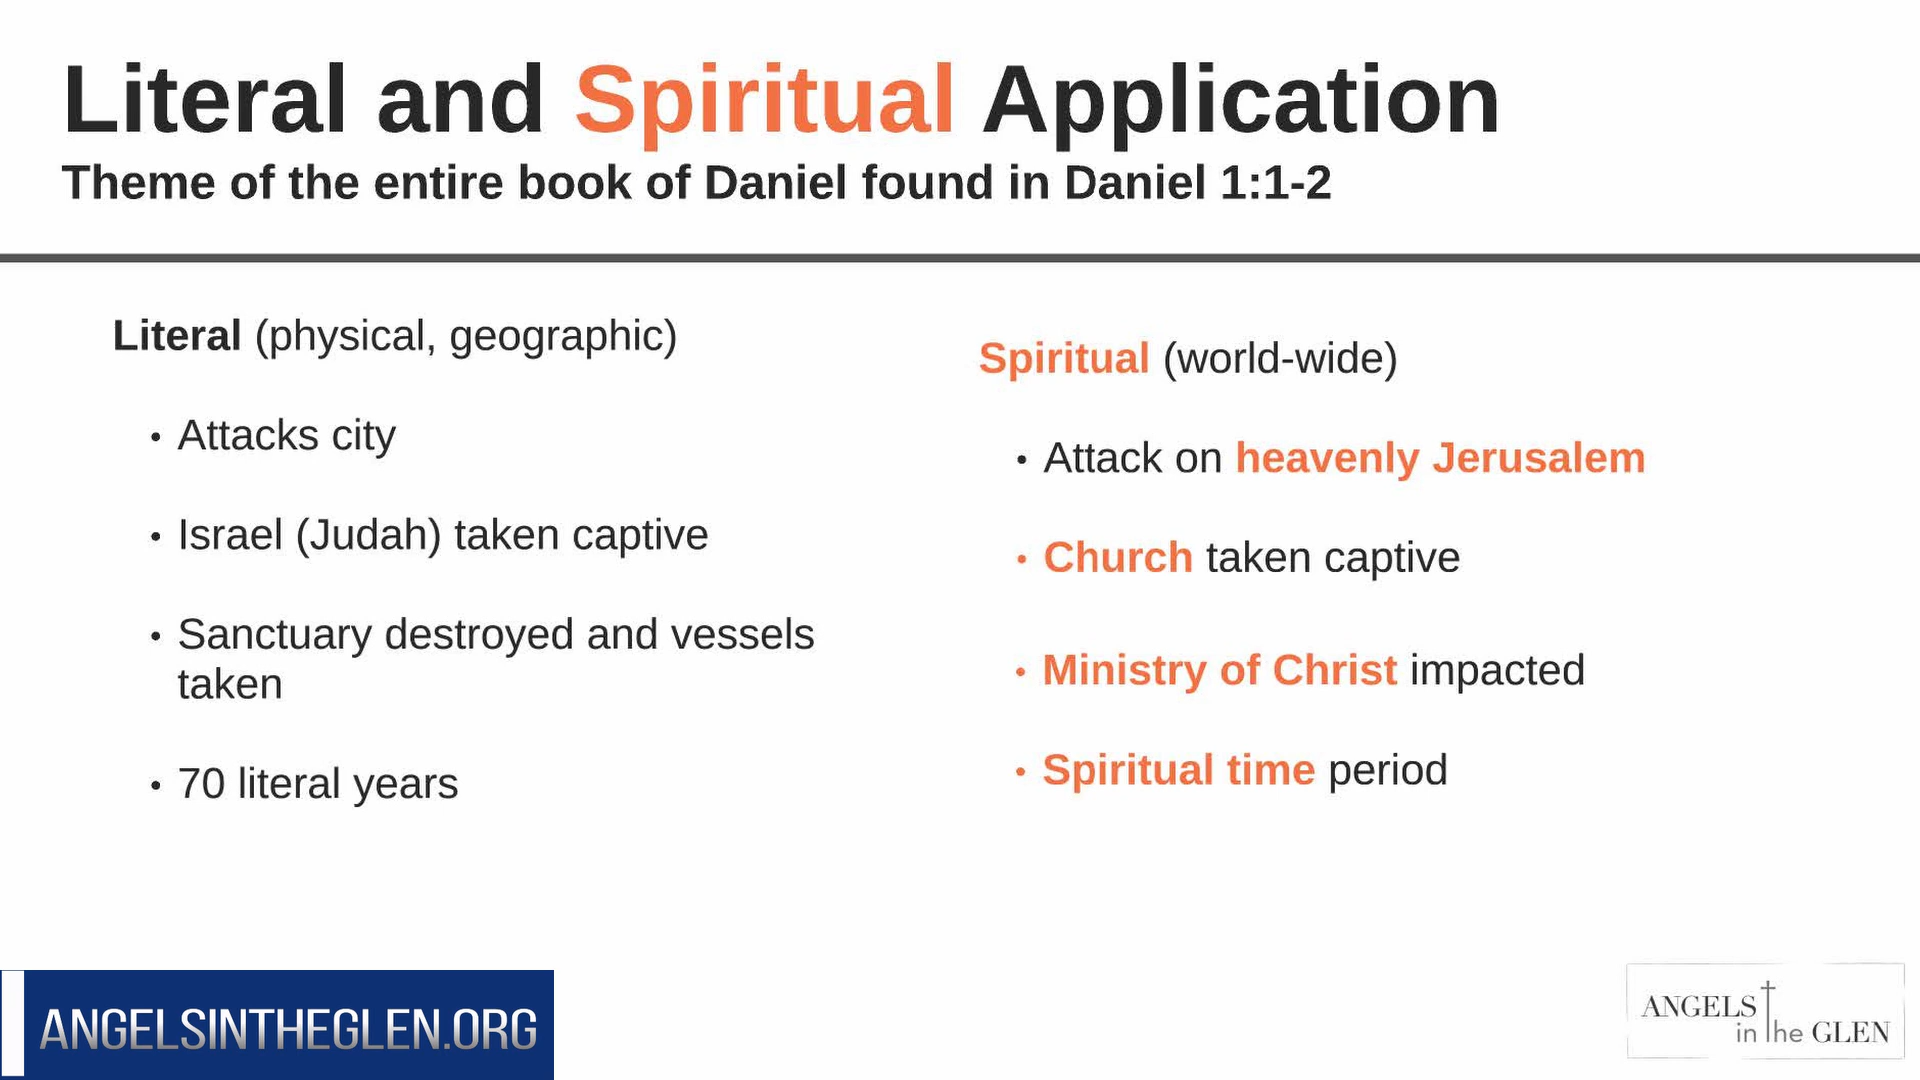 Literal and Spiritual Application
Theme of the entire book of Daniel found in Daniel 1:1-2
Literal (physical, geographic)
• Attacks city
• Israel (Judah) taken captive
• Sanctuary destroyed and vessels
taken
• 70 literal years
Spiritual (world-wide)
• Attack on heavenly Jerusalem
• Church taken captive
• Ministry of Christ impacted
• Spiritual time period
ANGELSINTHEGLEN.ORG
ANGELS
in the GLEN